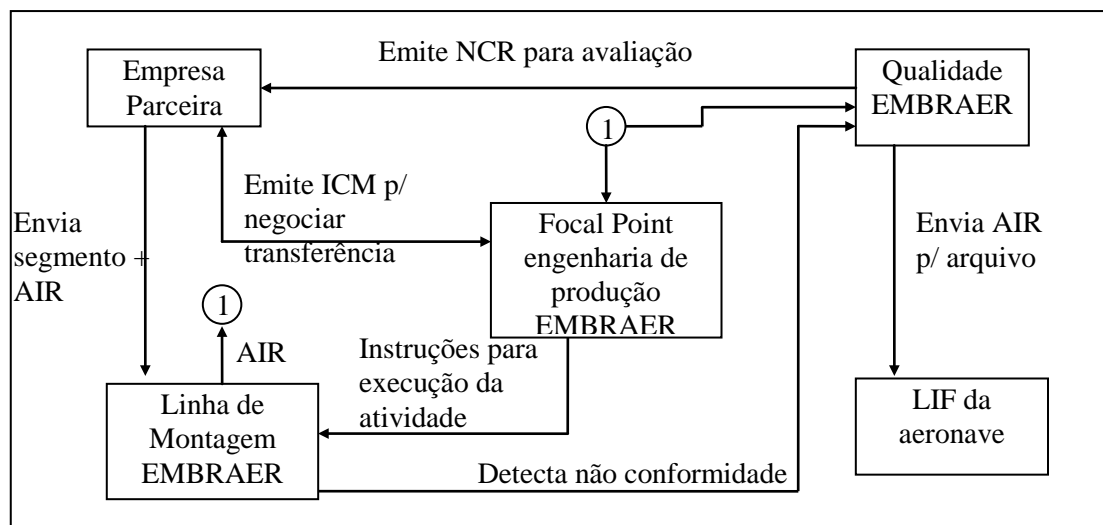 Emite NCR para avaliação
Empresa
Parceira
Qualidade
EMBRAER
1
Emite ICM p/
negociar
transferência
Envia
segmento +
AIR
Focal Point
engenharia de
produção
EMBRAER
Envia AIR
p/ arquivo
1
AIR
Instruções para
execução da
atividade
Linha de
Montagem
EMBRAER
LIF da
aeronave
Detecta não conformidade